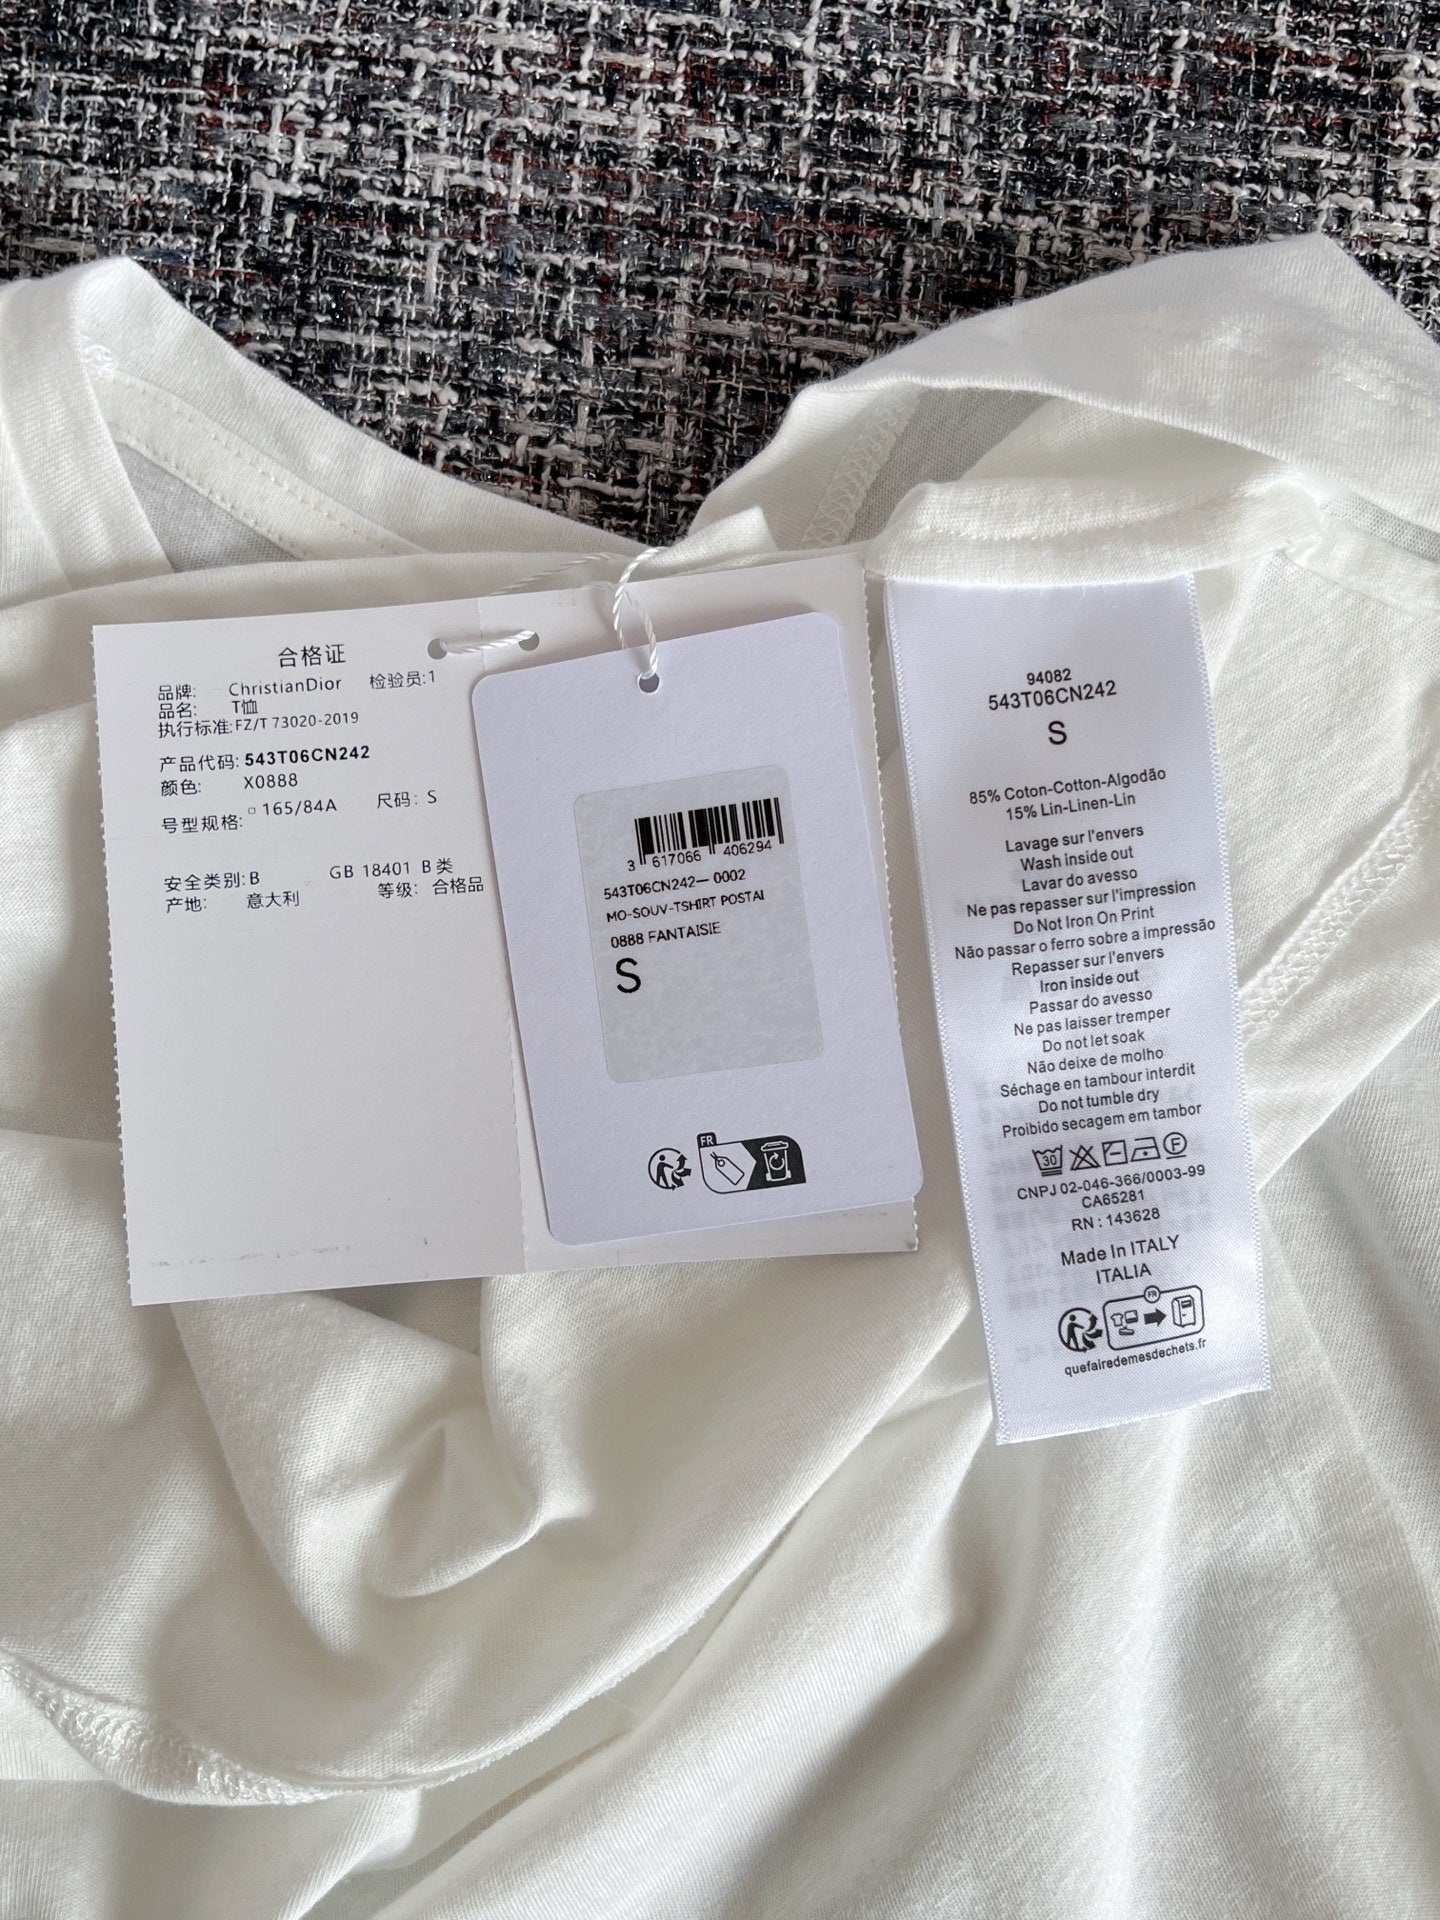 合格证
品牌: ChristianDior 检验员:1
品名: T恤
执行标准:FZ/T 73020-2019
产品代码: 543T06CN242
颜色: X0888
号型规格: 165/84A 尺码: S
安全类别:B GB 18401 B类
产地: 意大利 等级: 合格品
3 617066 406294
543T06CN242— 0002
MO-SOUV-TSHIRT POSTAI
0888 FANTAISIE
S
FR
94082
543T06CN242
S
85% Coton-Cotton-Algodão
15% Lin-Linen-Lin
Lavage sur l'envers
Wash inside out
Lavar do avesso
Ne pas repasser sur l'impression
Do Not Iron On Print
Não passar o ferro sobre a impressão
Repasser sur l'envers
Iron inside out
Passar do avesso
Ne pas laisser tremper
Do not let soak
Não deixe de molho
Séchage en tambour interdit
Do not tumble dry
Proibido secagem em tambor
30 F
CNPJ 02-046-366/0003-99
CA65281
RN : 143628
Made In ITALY
ITALIA
FR
quefairedemesdechets.fr